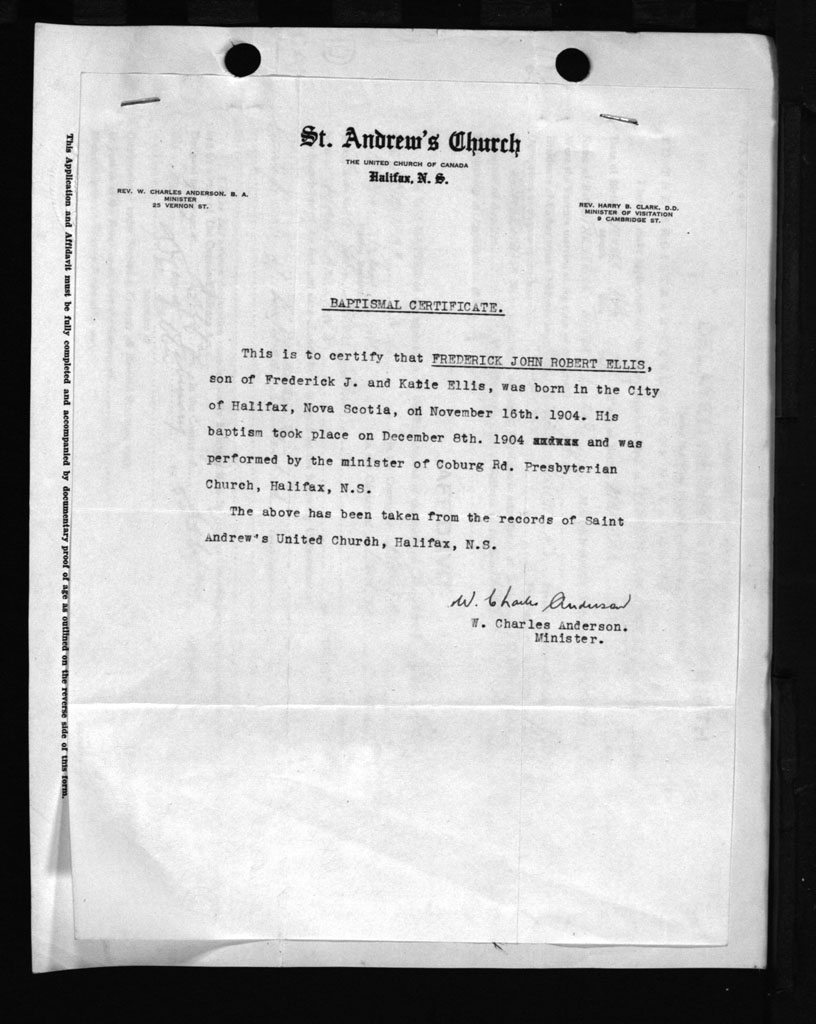 St. Andrew's Church
THE UNITED CHURCH OF CANADA
Halifax, N. S.
REV. W. CHARLES ANDERSON, B. A.
MINISTER
25 VERNON ST.
REV. HARRY B. CLARK, D.D.
MINISTER OF VISITATION
9 CAMBRIDGE ST.
BAPTISMAL CERTIFICATE.
This is to certify that FREDERICK JOHN ROBERT ELLIS,
son of Frederick J. and Katie Ellis, was born in the City
of Halifax, Nova Scotia, on November 16th. 1904. His
baptism took place on December 8th. 1904 and was
performed by the minister of Coburg Rd. Presbyterian
Church, Halifax, N.S.
The above has been taken from the records of Saint
Andrew's United Church, Halifax, N.S.
W. Charles Anderson
W. Charles Anderson.
Minister.
This Application and Affidavit must be fully completed and accompanied by documentary proof of age as outlined on the reverse side of this form.